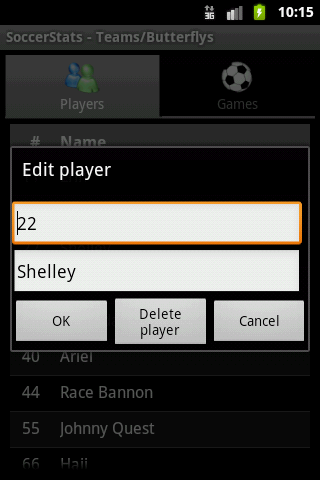 3G 10:15
SoccerStats - Teams/Butterflys
Players Games
# Name
Edit player
22
Shelley
OK Delete player Cancel
40 Ariel
44 Race Bannon
55 Johnny Quest
66 Haji